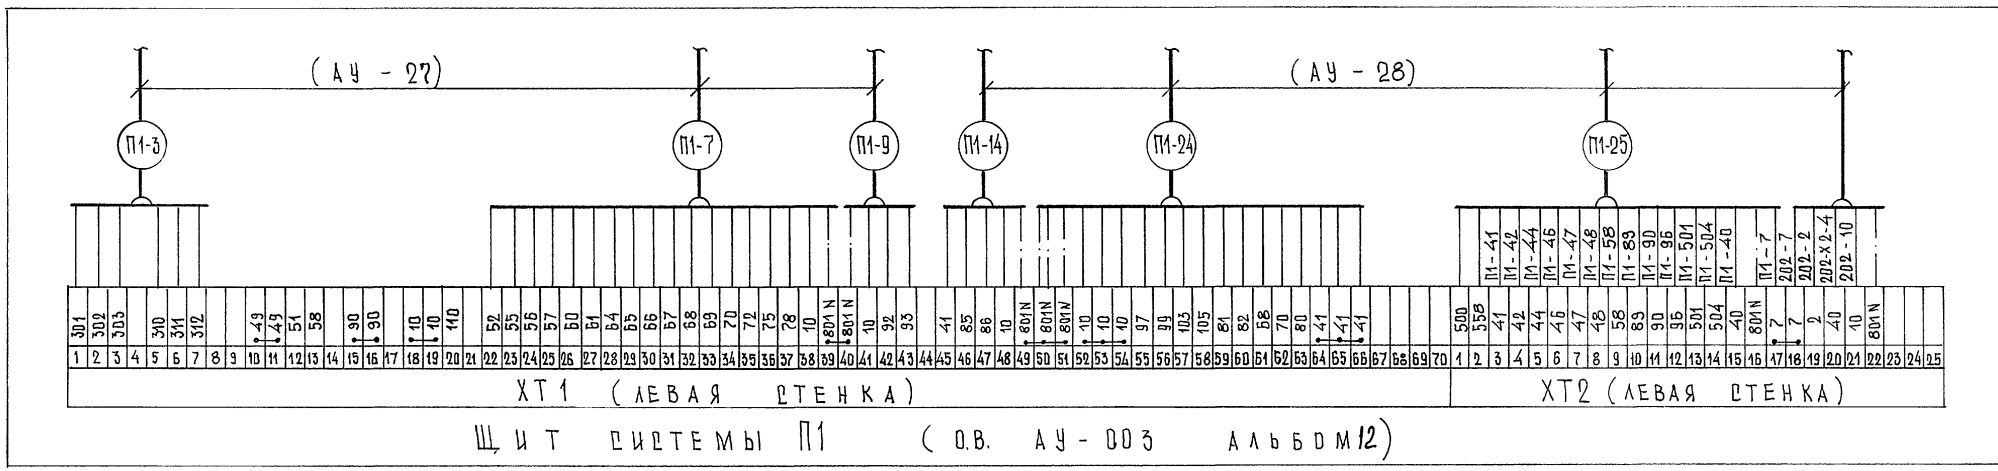 (АУ - 27)
(АУ - 28)
П1-3
П1-7
П1-9
П1-14
П1-24
П1-25
П1-41
П1-42
П1-44
П1-46
П1-47
П1-48
П1-58
П1-89
П1-90
П1-96
П1-501
П1-504
П1-40
П1-7
202-7
202-2
202-X2-4
202-10
301 302 303 310 311 312 49 49 51 58 90 90 10 10 110 52 55 56 57 60 61 64 65 66 67 68 69 70 72 75 78 10 801N 801N 10 92 93 41 85 86 10 801N 801N 801N 10 10 10 97 99 103 105 81 82 68 70 80 41 41 41 500 558 41 42 44 46 47 48 58 89 90 96 501 504 40 801N 7 7 2 40 10 801N
1 2 3 4 5 6 7 8 9 10 11 12 13 14 15 16 17 18 19 20 21 22 23 24 25 26 27 28 29 30 31 32 33 34 35 36 37 38 39 40 41 42 43 44 45 46 47 48 49 50 51 52 53 54 55 56 57 58 59 60 61 62 63 64 65 66 67 68 69 70 1 2 3 4 5 6 7 8 9 10 11 12 13 14 15 16 17 18 19 20 21 22 23 24 25
ХТ1 (ЛЕВАЯ СТЕНКА)
ХТ2 (ЛЕВАЯ СТЕНКА)
ЩИТ СИСТЕМЫ П1 (О.В. АУ-003 АЛЬБОМ 12)